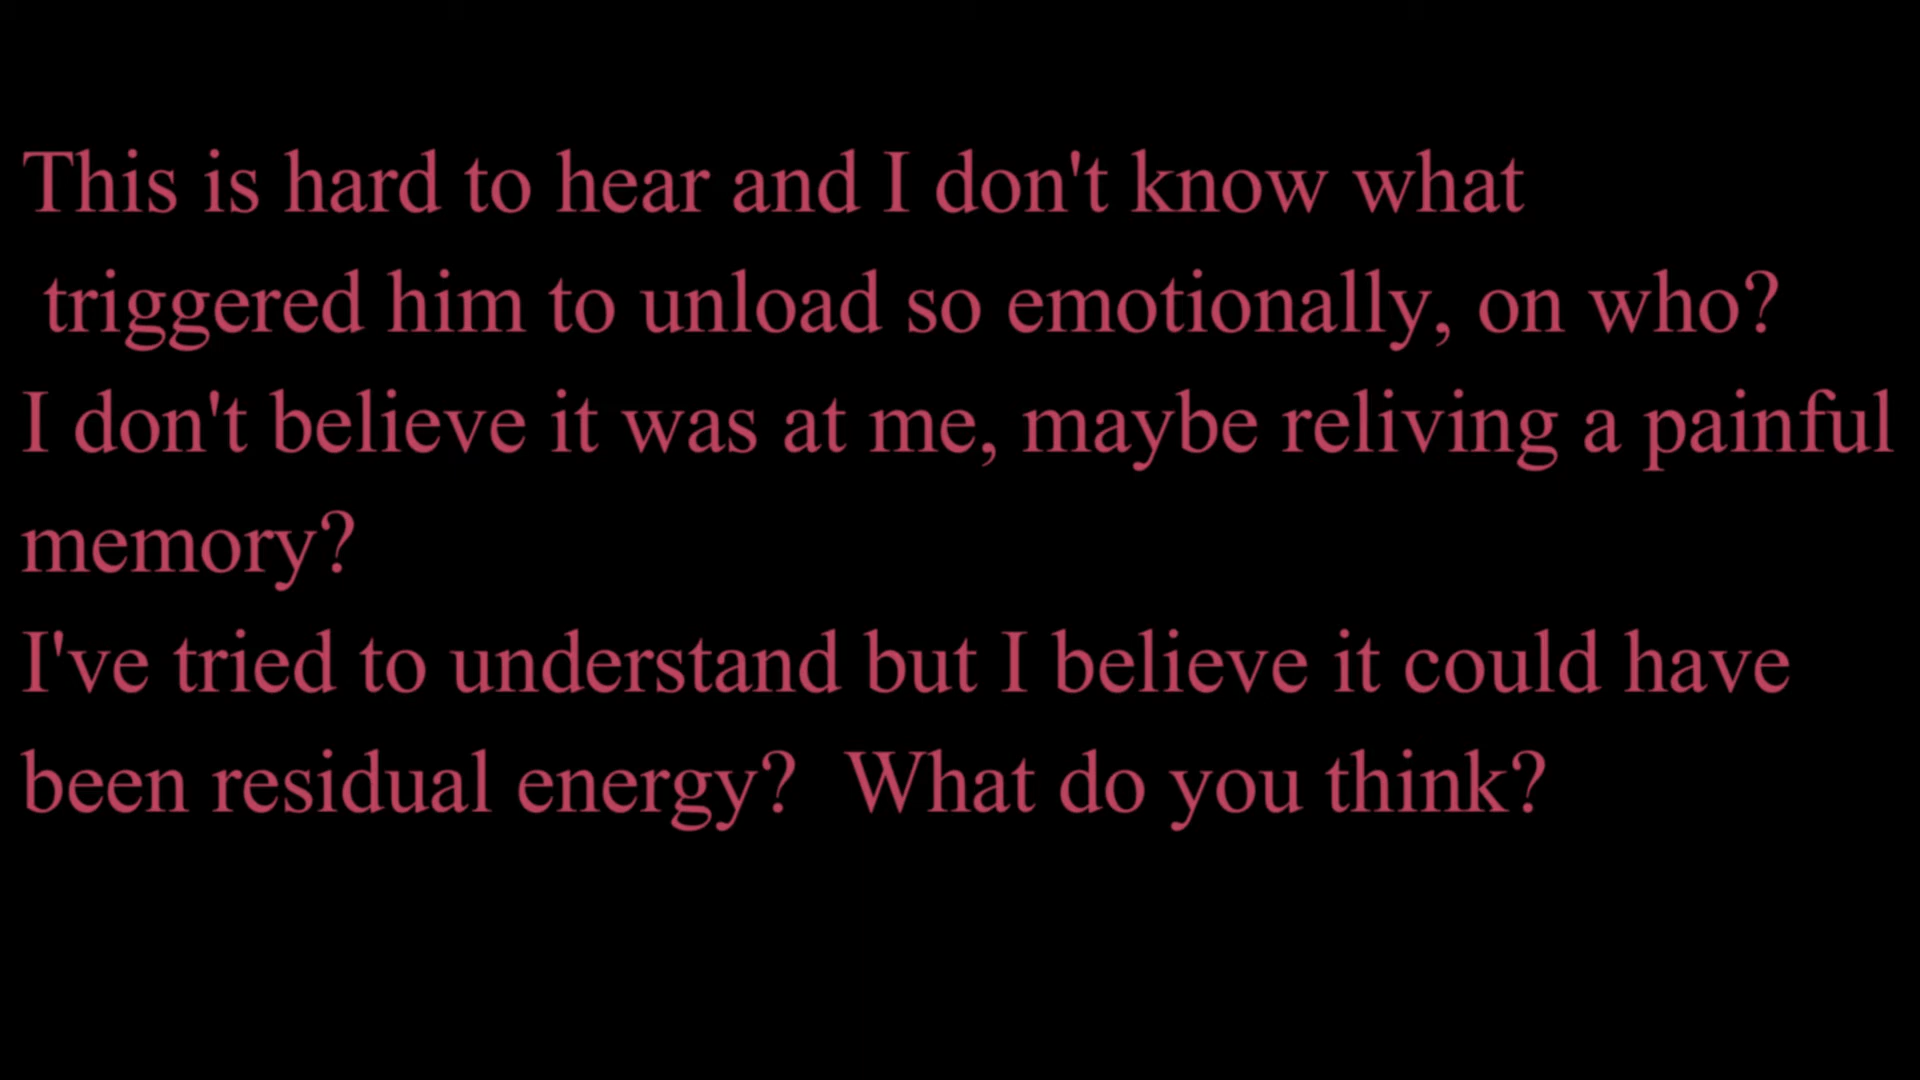 This is hard to hear and I don't know what
triggered him to unload so emotionally, on who?
I don't believe it was at me, maybe reliving a painful
memory?
I've tried to understand but I believe it could have
been residual energy?  What do you think?